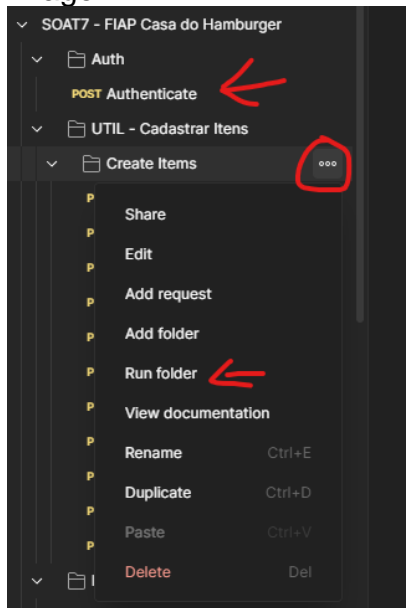 SOAT7 - FIAP Casa do Hamburger
Auth
POST Authenticate
UTIL - Cadastrar Itens
Create Items
P
Share
P
Edit
P
Add request
P
Add folder
P
Run folder
P
View documentation
P
Rename Ctrl+E
P
Duplicate Ctrl+D
P
Paste Ctrl+V
P
Delete Del